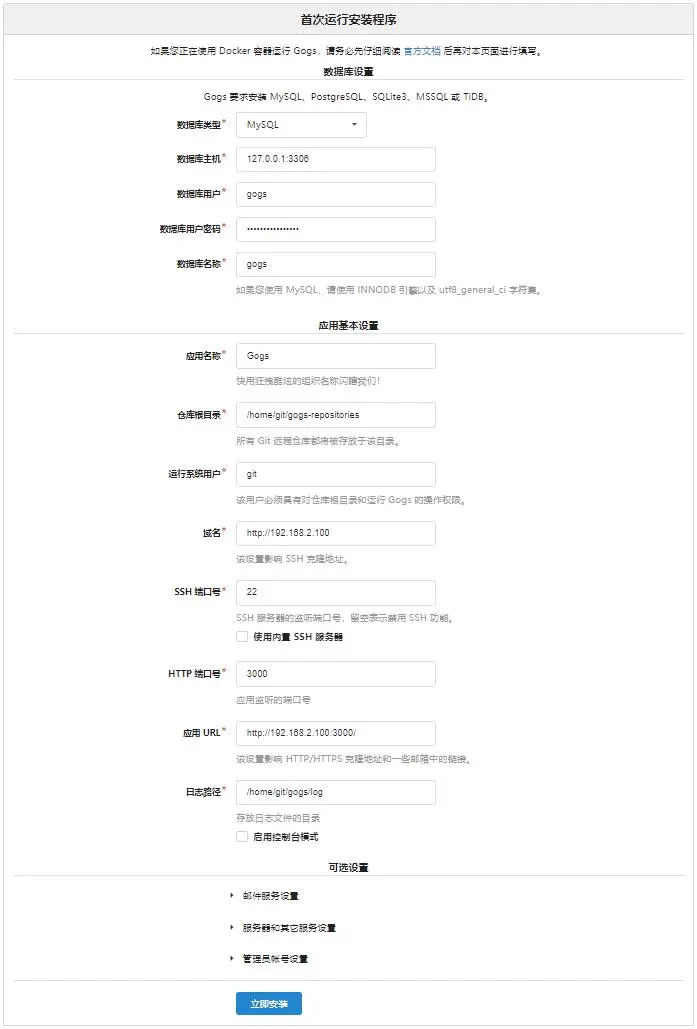 首次运行安装程序
如果您正在使用 Docker 容器运行 Gogs，请务必先仔细阅读 官方文档 后再对本页面进行填写。
数据库设置
Gogs 要求安装 MySQL、PostgreSQL、SQLite3、MSSQL 或 TiDB。
数据库类型* MySQL
数据库主机* 127.0.0.1:3306
数据库用户* gogs
数据库用户密码* •••••••••••••••
数据库名称* gogs
如果您使用 MySQL，请使用 INNODB 引擎以及 utf8_general_ci 字符集。
应用基本设置
应用名称* Gogs
快用狂拽酷炫的组织名称闪瞎我们！
仓库根目录* /home/git/gogs-repositories
所有 Git 远程仓库都将被存放于该目录。
运行系统用户* git
该用户必须具有对仓库根目录和运行 Gogs 的操作权限。
域名* http://192.168.2.100
该设置影响 SSH 克隆地址。
SSH 端口号* 22
SSH 服务器的监听端口号，留空表示禁用 SSH 功能。
使用内置 SSH 服务器
HTTP 端口号* 3000
应用监听的端口号
应用 URL* http://192.168.2.100:3000/
该设置影响 HTTP/HTTPS 克隆地址和一些邮箱中的链接。
日志路径* /home/git/gogs/log
存放日志文件的目录
启用控制台模式
可选设置
邮件服务设置
服务器和其它服务设置
管理员帐号设置
立即安装